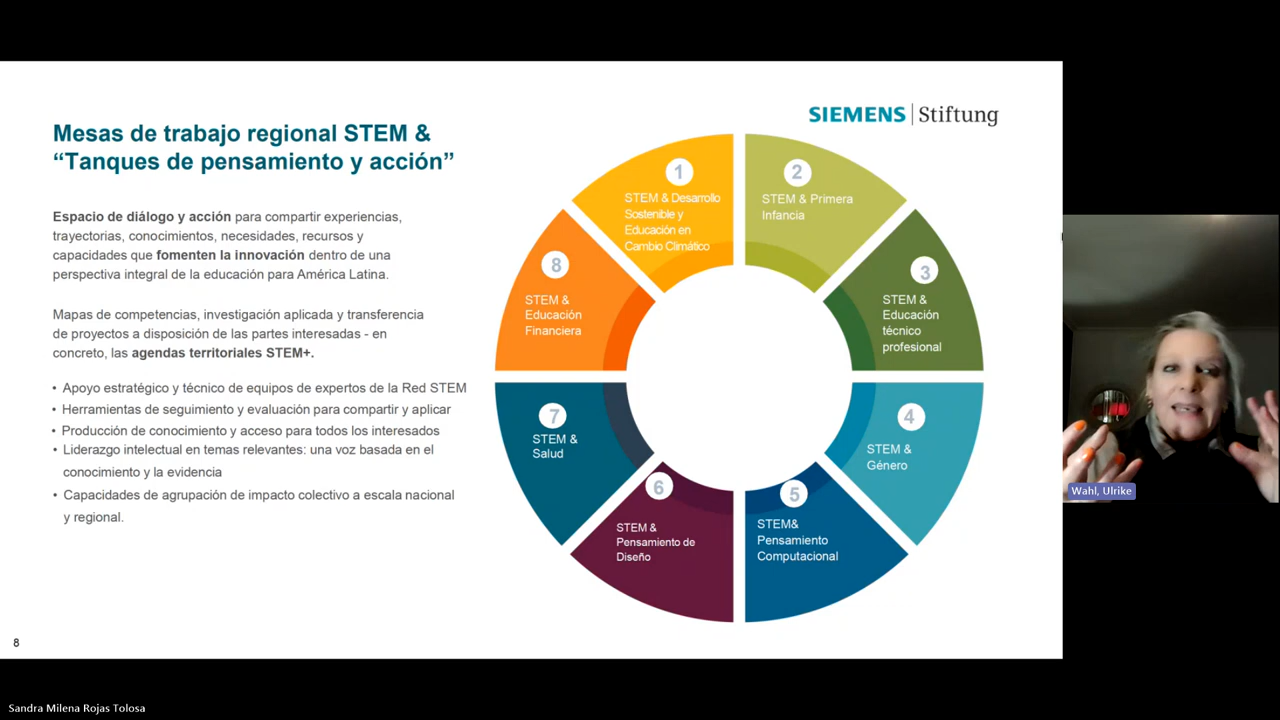 SIEMENS | Stiftung
Mesas de trabajo regional STEM &
“Tanques de pensamiento y acción”
Espacio de diálogo y acción para compartir experiencias,
trayectorias, conocimientos, necesidades, recursos y
capacidades que fomenten la innovación dentro de una
perspectiva integral de la educación para América Latina.
Mapas de competencias, investigación aplicada y transferencia
de proyectos a disposición de las partes interesadas - en
concreto, las agendas territoriales STEM+.
• Apoyo estratégico y técnico de equipos de expertos de la Red STEM
• Herramientas de seguimiento y evaluación para compartir y aplicar
• Producción de conocimiento y acceso para todos los interesados
• Liderazgo intelectual en temas relevantes: una voz basada en el
conocimiento y la evidencia
• Capacidades de agrupación de impacto colectivo a escala nacional
y regional.
1
STEM & Desarrollo
Sostenible y
Educación en
Cambio Climático
2
STEM & Primera
Infancia
3
STEM &
Educación
técnico
profesional
4
STEM &
Género
5
STEM&
Pensamiento
Computacional
6
STEM &
Pensamiento de
Diseño
7
STEM &
Salud
8
STEM &
Educación
Financiera
Wahl, Ulrike
8
Sandra Milena Rojas Tolosa